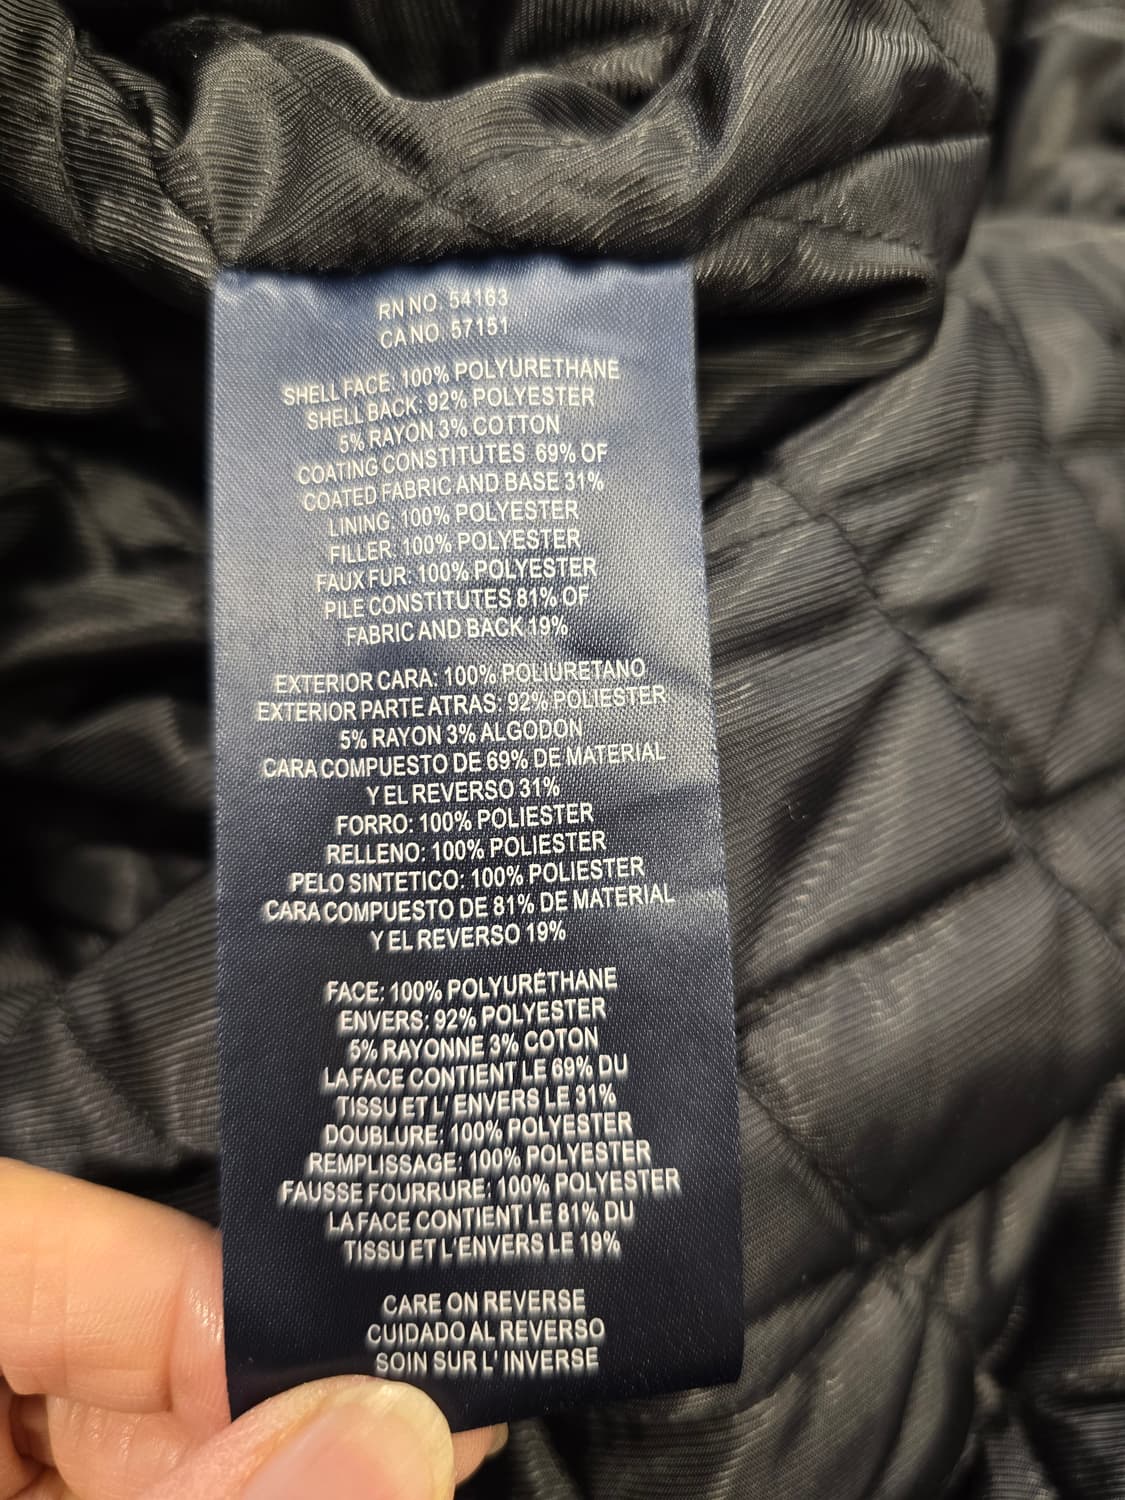 RN NO. 54163
CA NO. 57151
SHELL FACE: 100% POLYURETHANE
SHELL BACK: 92% POLYESTER
5% RAYON 3% COTTON
COATING CONSTITUTES 69% OF
COATED FABRIC AND BASE 31%
LINING: 100% POLYESTER
FILLER: 100% POLYESTER
FAUX FUR: 100% POLYESTER
PILE CONSTITUTES 81% OF
FABRIC AND BACK 19%
EXTERIOR CARA: 100% POLIURETANO
EXTERIOR PARTE ATRAS: 92% POLIESTER
5% RAYON 3% ALGODON
CARA COMPUESTO DE 69% DE MATERIAL
Y EL REVERSO 31%
FORRO: 100% POLIESTER
RELLENO: 100% POLIESTER
PELO SINTETICO: 100% POLIESTER
CARA COMPUESTO DE 81% DE MATERIAL
Y EL REVERSO 19%
FACE: 100% POLYURÉTHANE
ENVERS: 92% POLYESTER
5% RAYONNE 3% COTON
LA FACE CONTIENT LE 69% DU
TISSU ET L' ENVERS LE 31%
DOUBLURE: 100% POLYESTER
REMPLISSAGE: 100% POLYESTER
FAUSSE FOURRURE: 100% POLYESTER
LA FACE CONTIENT LE 81% DU
TISSU ET L'ENVERS LE 19%
CARE ON REVERSE
CUIDADO AL REVERSO
SOIN SUR L' INVERSE